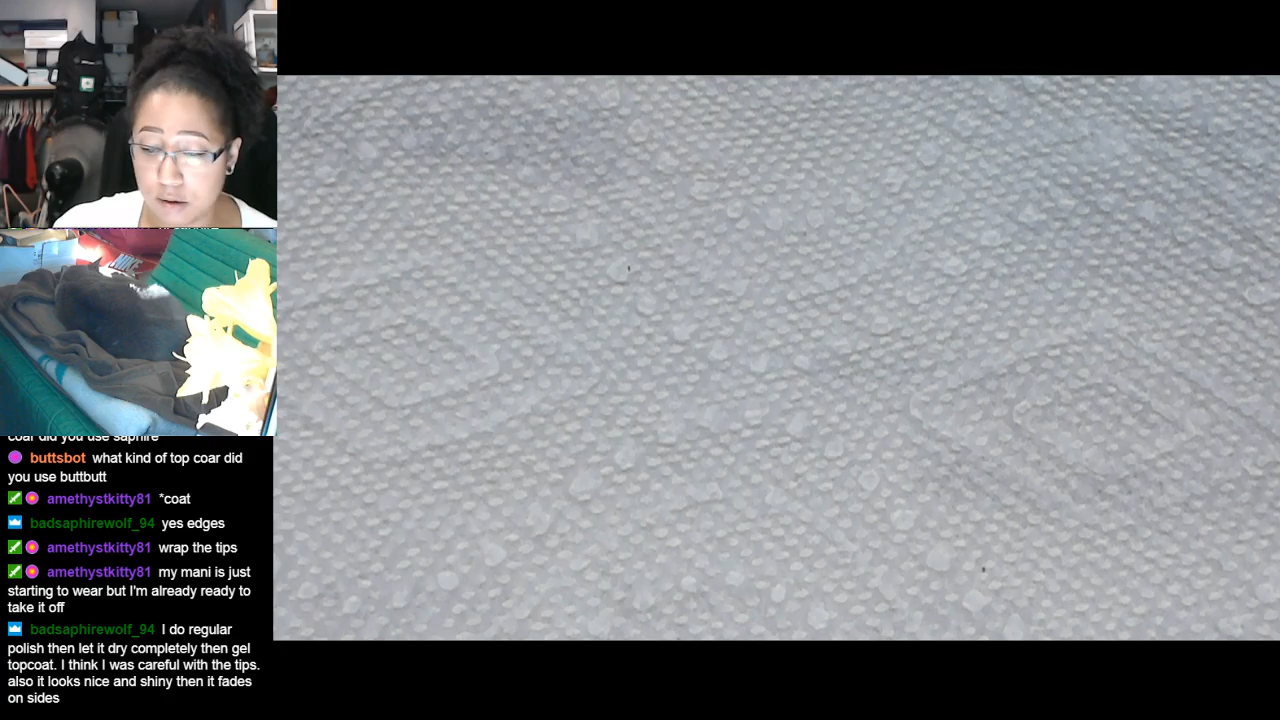 coar did you use saphire
buttsbot what kind of top coar did
you use buttbutt
amethystkitty81 *coat
badsaphirewolf_94 yes edges
amethystkitty81 wrap the tips
amethystkitty81 my mani is just
starting to wear but I'm already ready to
take it off
badsaphirewolf_94 I do regular
polish then let it dry completely then gel
topcoat. I think I was careful with the tips.
also it looks nice and shiny then it fades
on sides